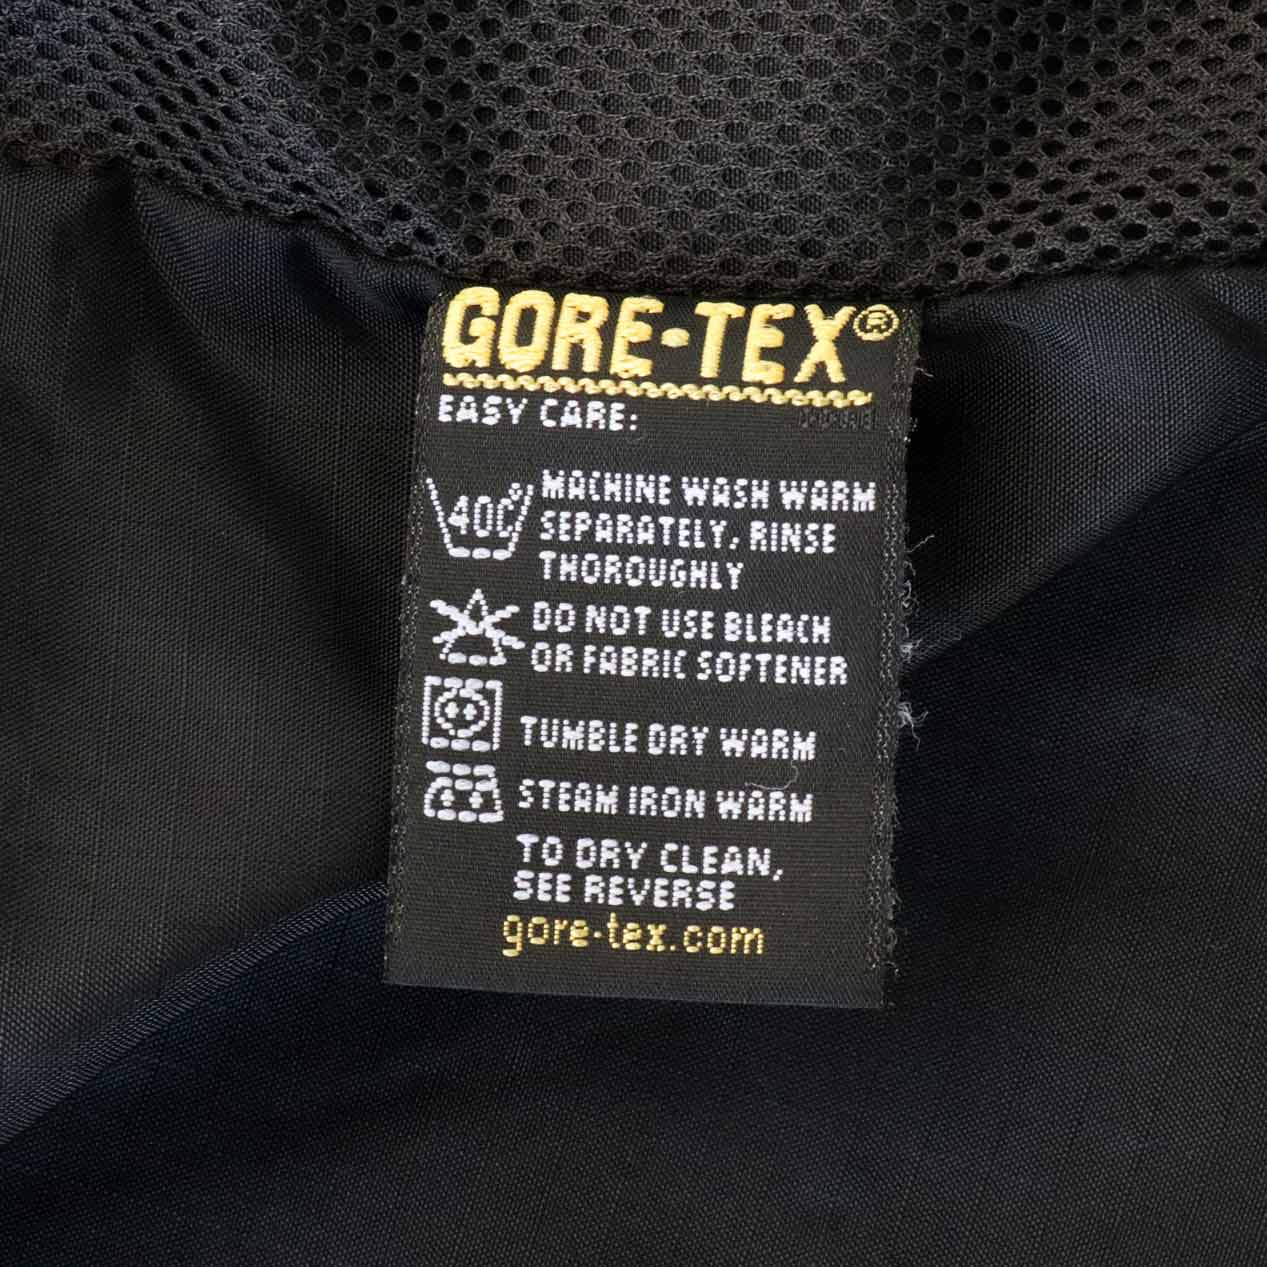 GORE-TEX®
EASY CARE:
40C° MACHINE WASH WARM
SEPARATELY, RINSE
THOROUGHLY
DO NOT USE BLEACH
OR FABRIC SOFTENER
TUMBLE DRY WARM
STEAM IRON WARM
TO DRY CLEAN,
SEE REVERSE
gore-tex.com